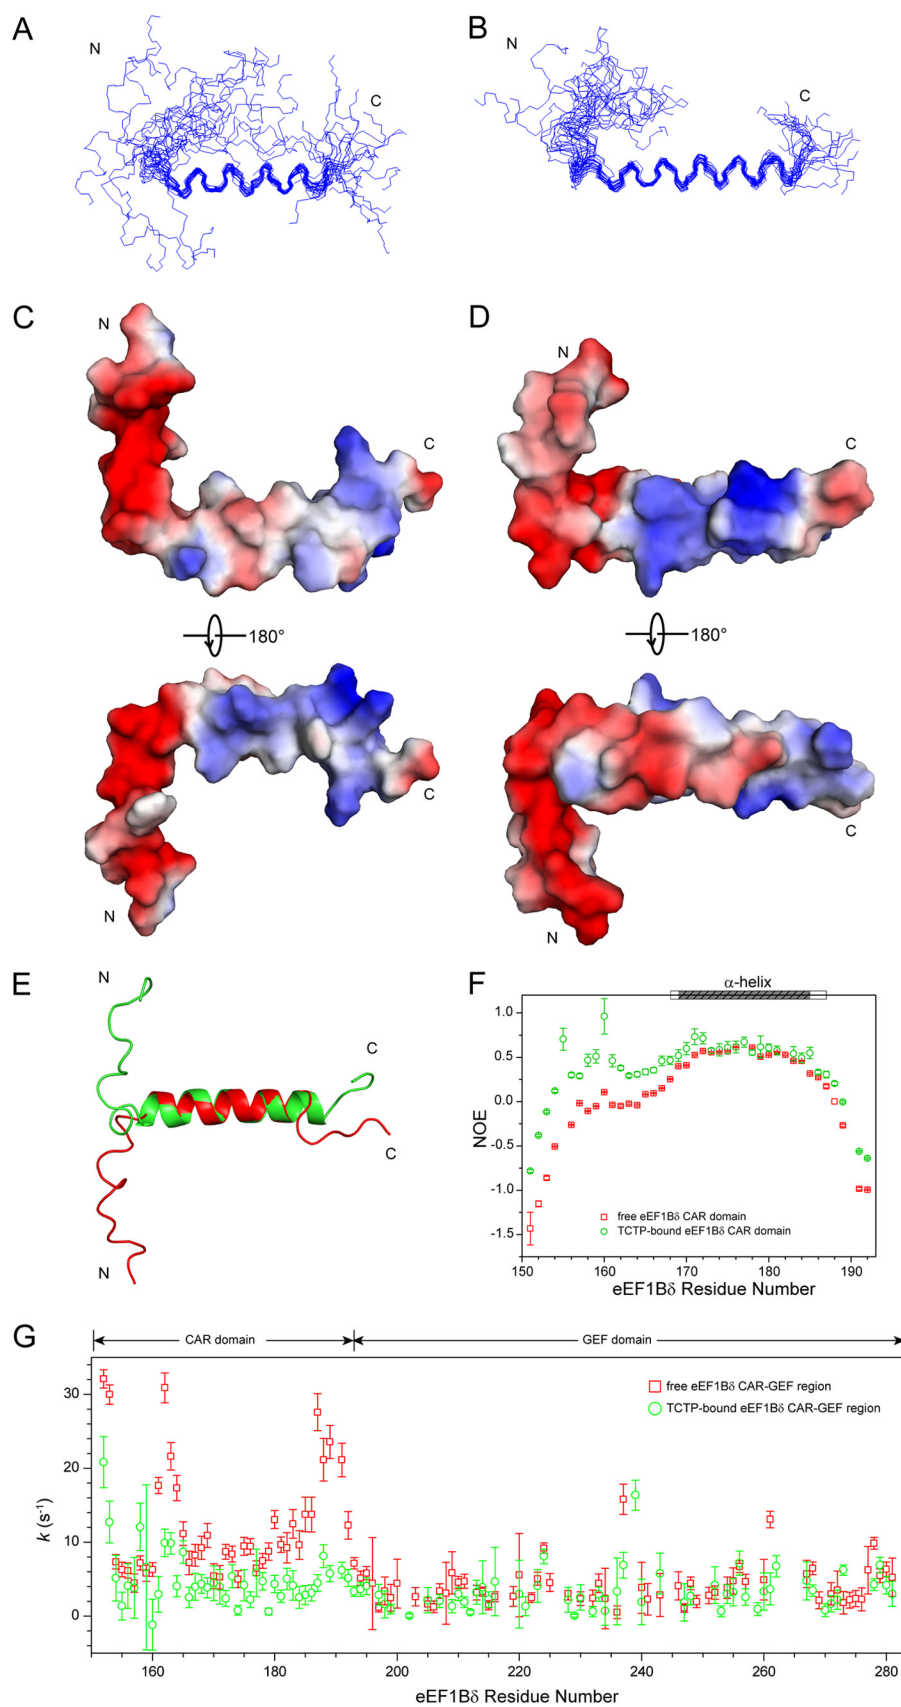 A
N
C
B
N
C
C
N
C
D
N
C
180°
180°
N
C
N
C
E
N
C
N
C
F
α-helix
1.0
0.5
0.0
-0.5
-1.0
-1.5
NOE
free eEF1Bδ CAR domain
TCTP-bound eEF1Bδ CAR domain
150 160 170 180 190
eEF1Bδ Residue Number
G
CAR domain
GEF domain
30
20
10
0
k (s⁻¹)
free eEF1Bδ CAR-GEF region
TCTP-bound eEF1Bδ CAR-GEF region
160 180 200 220 240 260 280
eEF1Bδ Residue Number